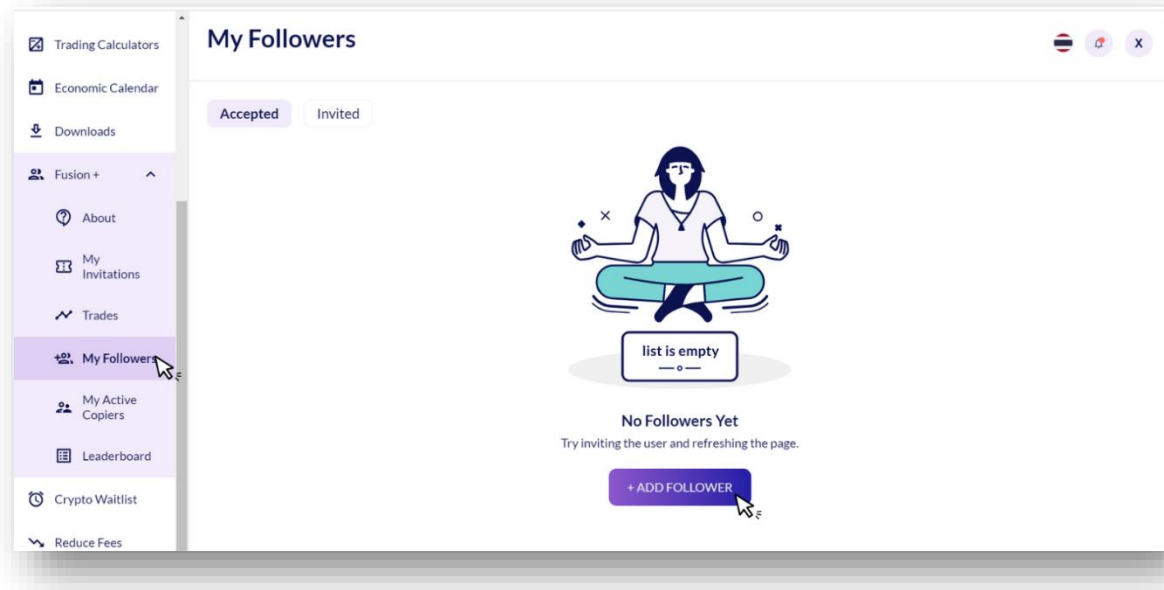 Trading Calculators
Economic Calendar
Downloads
Fusion +
About
My
Invitations
Trades
My Followers
My Active
Copiers
Leaderboard
Crypto Waitlist
Reduce Fees
My Followers
X
Accepted
Invited
list is empty
No Followers Yet
Try inviting the user and refreshing the page.
+ ADD FOLLOWER